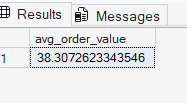 Results Messages
avg_order_value
1 38.3072623343546